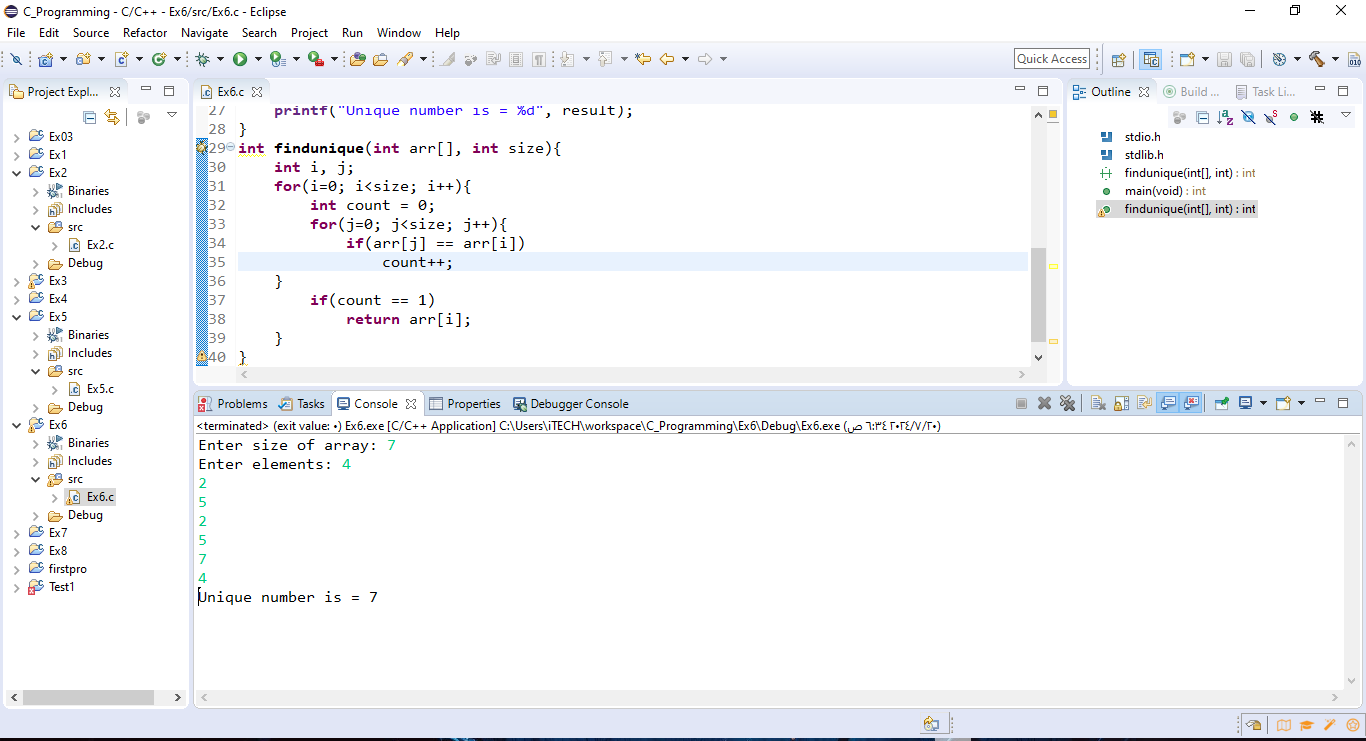 C_Programming - C/C++ - Ex6/src/Ex6.c - Eclipse
File Edit Source Refactor Navigate Search Project Run Window Help
Quick Access
Project Expl...
Ex03
Ex1
Ex2
Binaries
Includes
src
Ex2.c
Debug
Ex3
Ex4
Ex5
Binaries
Includes
src
Ex5.c
Debug
Ex6
Binaries
Includes
src
Ex6.c
Debug
Ex7
Ex8
firstpro
Test1
Ex6.c
27 printf("Unique number is = %d", result);
28 }
29 int findunique(int arr[], int size){
30 int i, j;
31 for(i=0; i<size; i++){
32 int count = 0;
33 for(j=0; j<size; j++){
34 if(arr[j] == arr[i])
35 count++;
36 }
37 if(count == 1)
38 return arr[i];
39 }
40 }
Outline Build ... Task Li...
stdio.h
stdlib.h
findunique(int[], int) : int
main(void) : int
findunique(int[], int) : int
Problems Tasks Console Properties Debugger Console
<terminated> (exit value: ٠) Ex6.exe [C/C++ Application] C:\Users\iTECH\workspace\C_Programming\Ex6\Debug\Ex6.exe (٢٠٢٤/٧/٢٠ ٦:٣٤ ص)
Enter size of array: 7
Enter elements: 4
2
5
2
5
7
4
Unique number is = 7